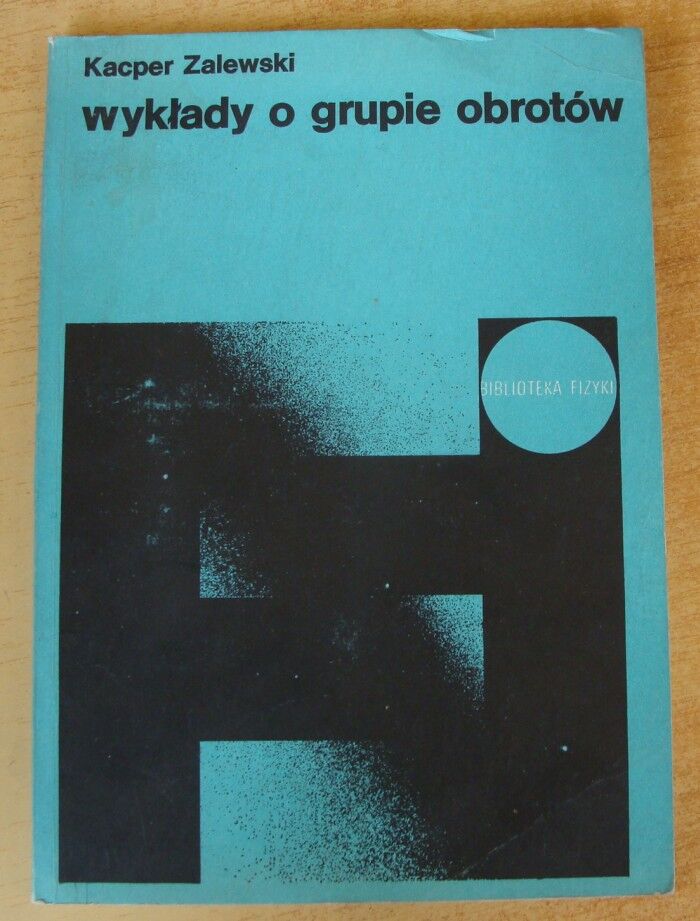 Kacper Zalewski
wykłady o grupie obrotów
BIBLIOTEKA FIZYKI